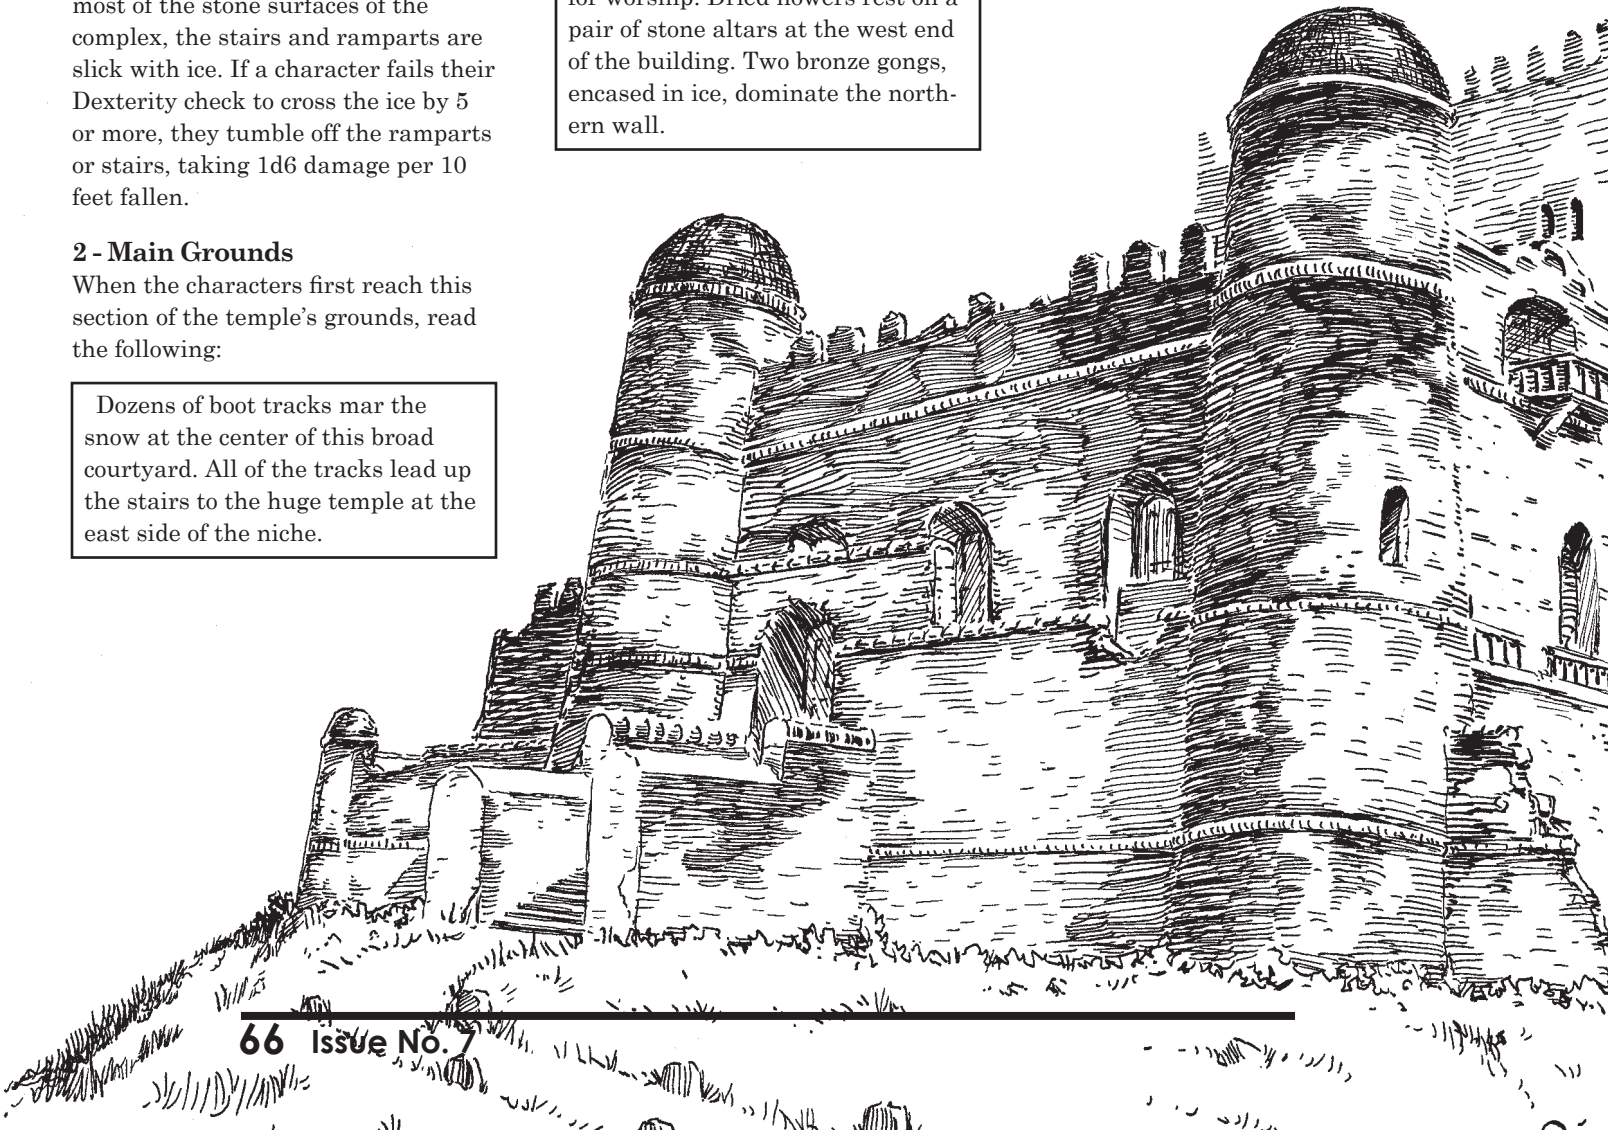 most of the stone surfaces of the
complex, the stairs and ramparts are
slick with ice. If a character fails their
Dexterity check to cross the ice by 5
or more, they tumble off the ramparts
or stairs, taking 1d6 damage per 10
feet fallen.
2 - Main Grounds
When the characters first reach this
section of the temple's grounds, read
the following:
Dozens of boot tracks mar the
snow at the center of this broad
courtyard. All of the tracks lead up
the stairs to the huge temple at the
east side of the niche.
for worship. Dried flowers rest on a
pair of stone altars at the west end
of the building. Two bronze gongs,
encased in ice, dominate the north-
ern wall.
66 Issue No. 7